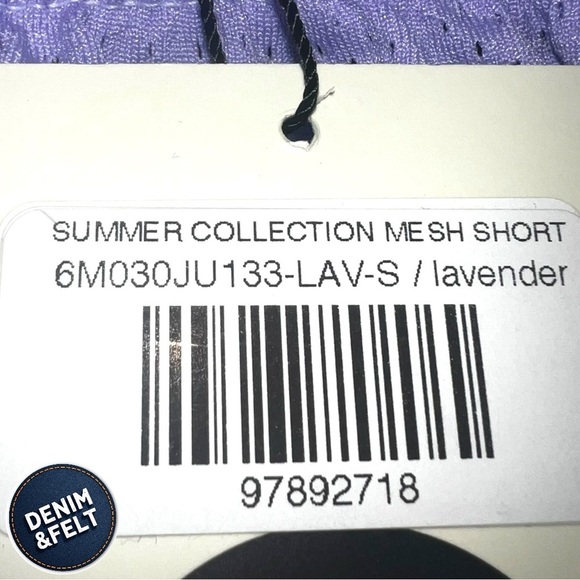 SUMMER COLLECTION MESH SHORT
6M030JU133-LAV-S / lavender
97892718
DENIM
&FELT